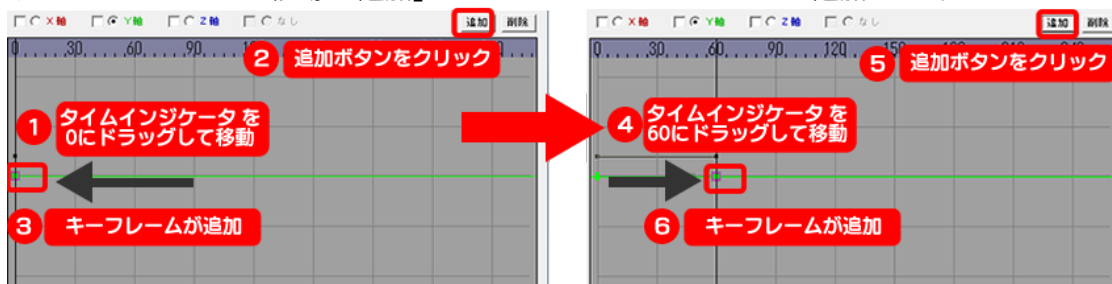 X軸 Y軸 Z軸 なし 追加 削除
0 30 60 90
2 追加ボタンをクリック
1 タイムインジケータ を
0にドラッグして移動
3 キーフレームが追加
X軸 Y軸 Z軸 なし 追加 削除
0 30 60 90 120 150
5 追加ボタンをクリック
4 タイムインジケータ を
60にドラッグして移動
6 キーフレームが追加